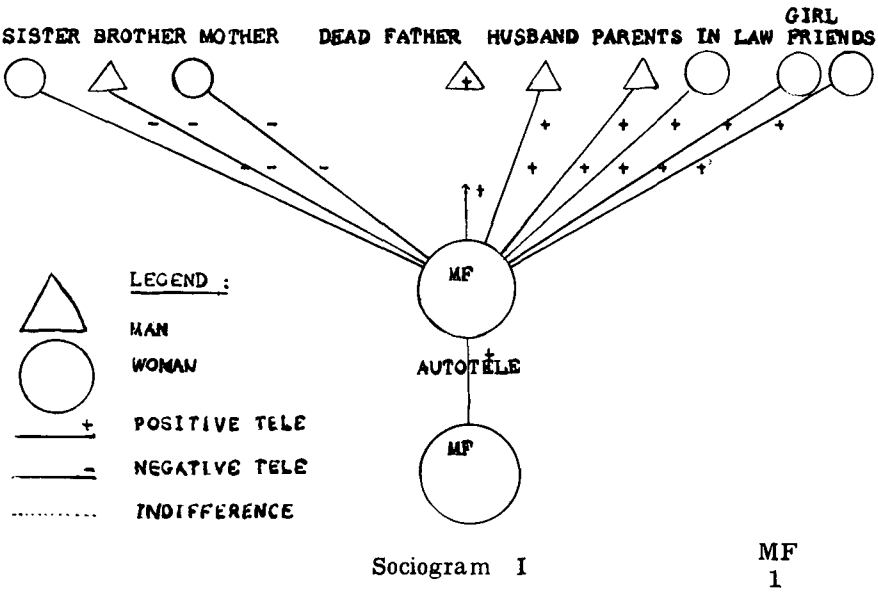 GIRL
SISTER BROTHER MOTHER DEAD FATHER HUSBAND PARENTS IN LAW FRIENDS
+
- - - + + + + +
- - - + + + + +
+
MF
LEGEND :
MAN
+
WOMAN AUTOTELE
+ POSITIVE TELE
MF
- NEGATIVE TELE
INDIFFERENCE
Sociogram I
MF
1